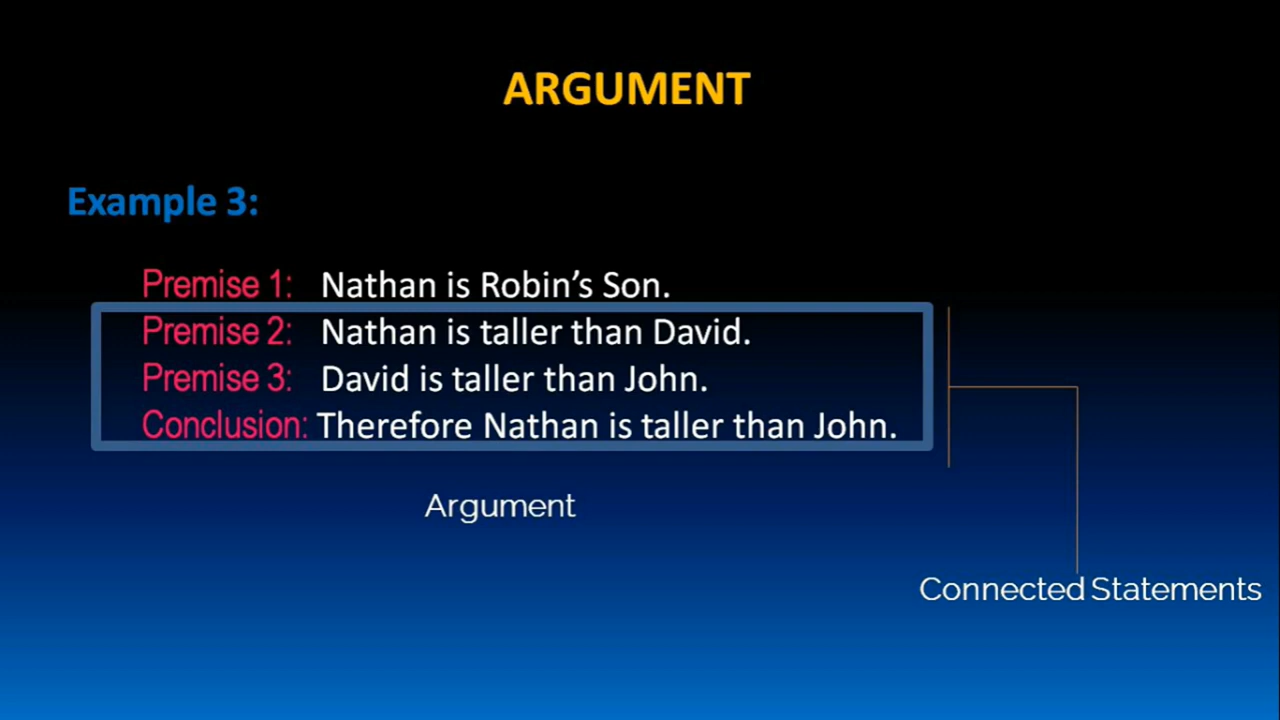 ARGUMENT
Example 3:
Premise 1: Nathan is Robin’s Son.
Premise 2: Nathan is taller than David.
Premise 3: David is taller than John.
Conclusion: Therefore Nathan is taller than John.
Argument
Connected Statements